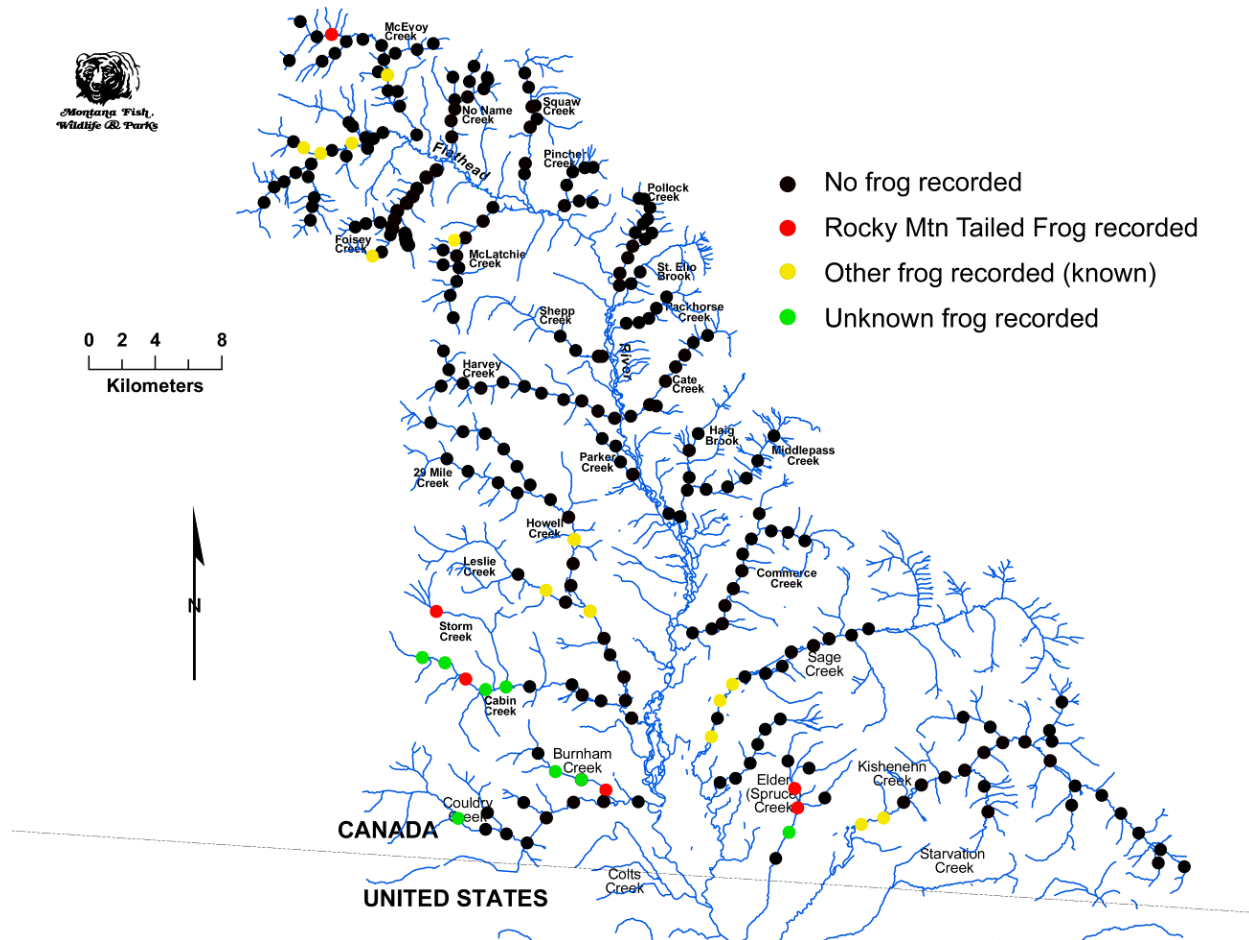 McEvoy
Creek
Montana Fish,
Wildlife & Parks
No Name
Creek
Squaw
Creek
Flathead
Pincher
Creek
No frog recorded
Pollock
Creek
Rocky Mtn Tailed Frog recorded
Foisey
Creek
McLatchie
Creek
St. Eno
Brook
Other frog recorded (known)
Packhorse
Creek
Unknown frog recorded
Shepp
Creek
0 2 4 8
Kilometers
River
Harvey
Creek
Cate
Creek
Haig
Brook
Middlepass
Creek
Parker
Creek
29 Mile
Creek
Howell
Creek
Leslie
Creek
Commerce
Creek
N
Storm
Creek
Sage
Creek
Cabin
Creek
Burnham
Creek
Kishenehn
Creek
Elder
(Spruce)
Creek
Couldry
Creek
CANADA
Starvation
Creek
Colts
Creek
UNITED STATES